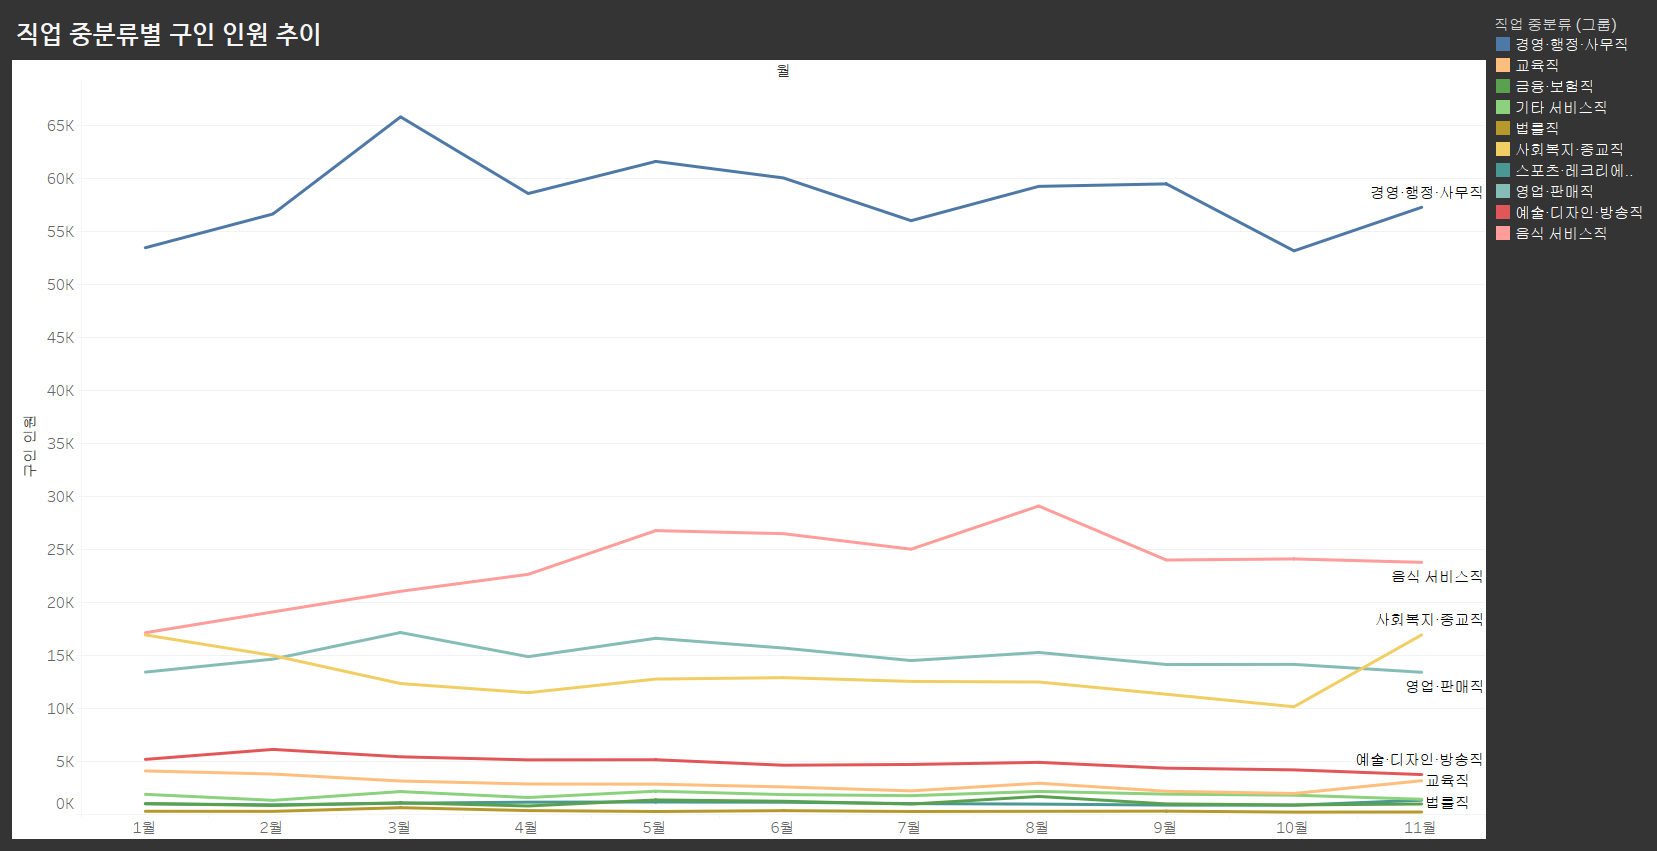 직업 중분류별 구인 인원 추이
월
65K
60K
55K
50K
45K
40K
35K
30K
25K
20K
15K
10K
5K
0K
구인 인원
경영·행정·사무직
음식 서비스직
사회복지·종교직
영업·판매직
예술·디자인·방송직
교육직
법률직
1월 2월 3월 4월 5월 6월 7월 8월 9월 10월 11월
직업 중분류 (그룹)
경영·행정·사무직
교육직
금융·보험직
기타 서비스직
법률직
사회복지·종교직
스포츠·레크리에..
영업·판매직
예술·디자인·방송직
음식 서비스직